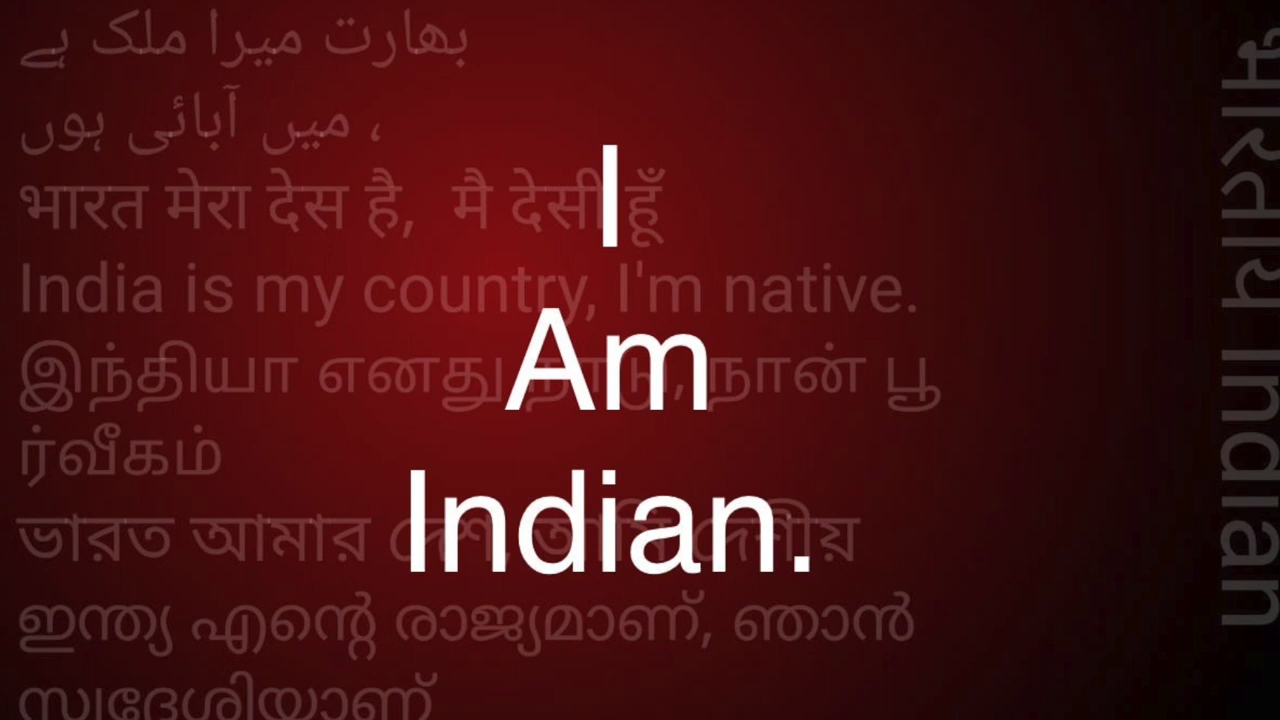 بھارت میرا ملک ہے
، میں آبائی ہوں
भारत मेरा देस है, मै देसी हूँ
India is my country, I'm native.
இந்தியா எனது நாடு, நான் பூ
ர்வீகம்
ভারত আমার দেশ, আমি দেশীয়
ഇന്ത്യ എന്റെ രാജ്യമാണ്, ഞാൻ
സ്വദേശിയാണ്
I
Am
Indian.
भारतीय Indian